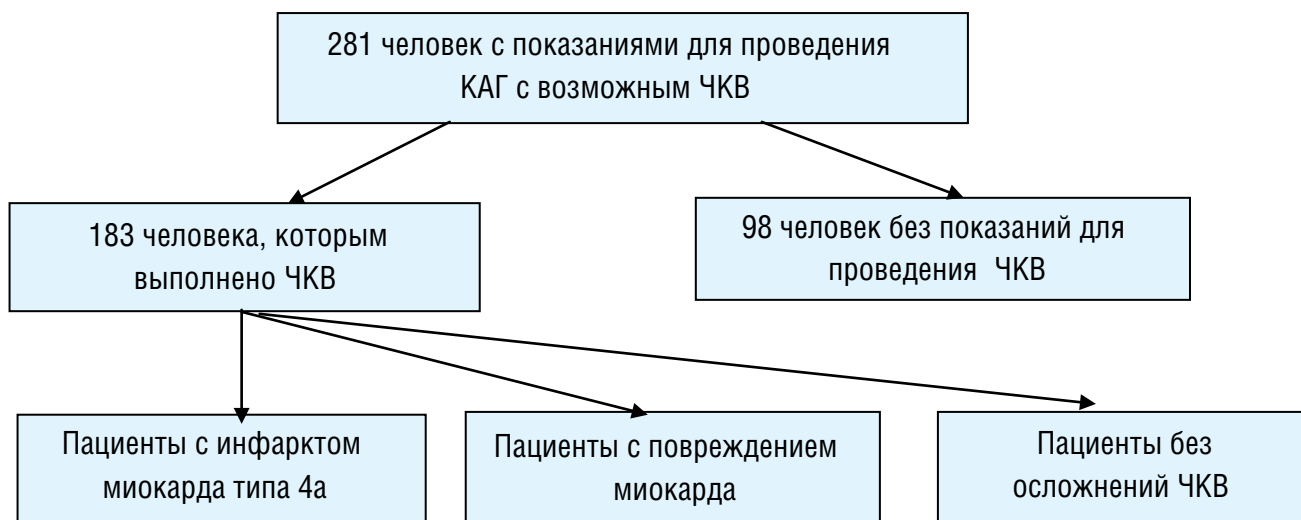 281 человек с показаниями для проведения
КАГ с возможным ЧКВ
183 человека, которым
выполнено ЧКВ
98 человек без показаний для
проведения ЧКВ
Пациенты с инфарктом
миокарда типа 4а
Пациенты с повреждением
миокарда
Пациенты без
осложнений ЧКВ